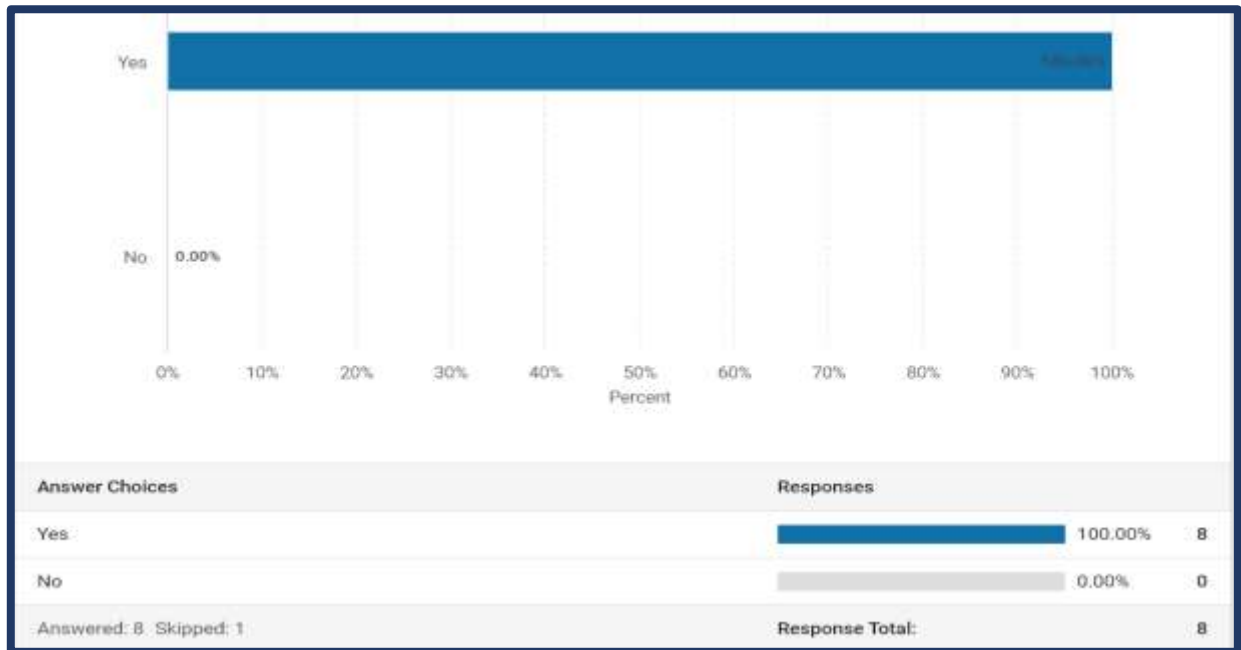 Yes
No 0.00%
0% 10% 20% 30% 40% 50% 60% 70% 80% 90% 100%
Percent
Answer Choices Responses
Yes 100.00% 8
No 0.00% 0
Answered: 8 Skipped: 1 Response Total: 8